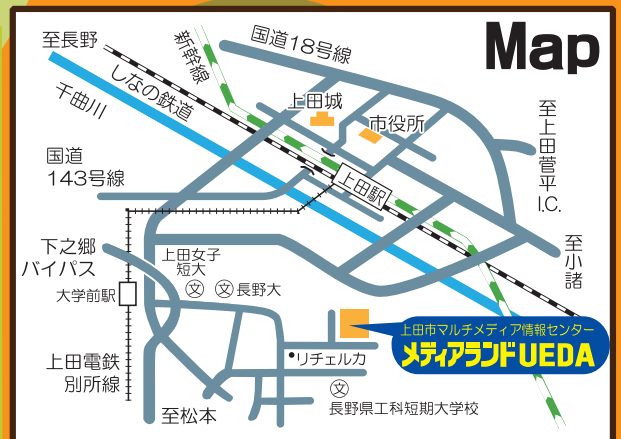 Map
至長野
新幹線
国道18号線
しなの鉄道
千曲川
上田城
市役所
至上田菅平I.C.
国道
143号線
上田駅
至小諸
下之郷
バイパス
上田女子
短大
文
文
長野大
大学前駅
上田市マルチメディア情報センター
メディアランドUEDA
上田電鉄
別所線
リチェルカ
文
長野県工科短期大学校
至松本